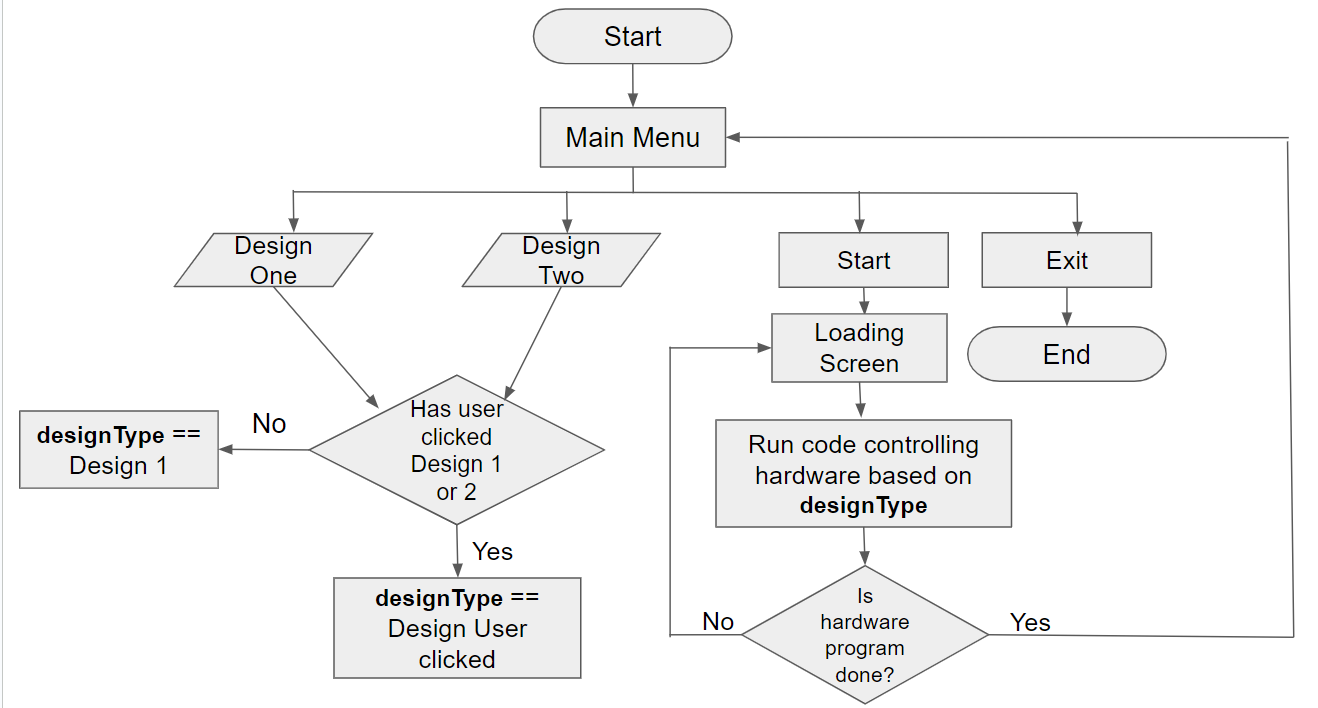 Start
Main Menu
Design
One
Design
Two
Start
Exit
Loading
Screen
End
Has user
clicked
Design 1
or 2
No
designType ==
Design 1
Yes
designType ==
Design User
clicked
Run code controlling
hardware based on
designType
Is
hardware
program
done?
No
Yes